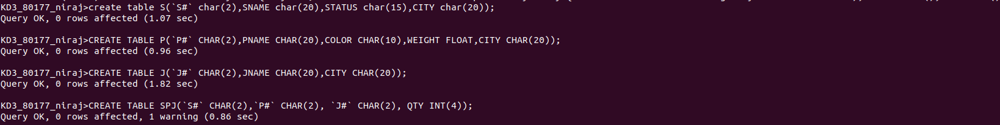 KD3_80177_niraj>create table S(`S#` char(2),SNAME char(20),STATUS char(15),CITY char(20));
Query OK, 0 rows affected (1.07 sec)
KD3_80177_niraj>CREATE TABLE P(`P#` CHAR(2),PNAME CHAR(20),COLOR CHAR(10),WEIGHT FLOAT,CITY CHAR(20));
Query OK, 0 rows affected (0.96 sec)
KD3_80177_niraj>CREATE TABLE J(`J#` CHAR(2),JNAME CHAR(20),CITY CHAR(20));
Query OK, 0 rows affected (1.82 sec)
KD3_80177_niraj>CREATE TABLE SPJ(`S#` CHAR(2),`P#` CHAR(2), `J#` CHAR(2), QTY INT(4));
Query OK, 0 rows affected, 1 warning (0.86 sec)